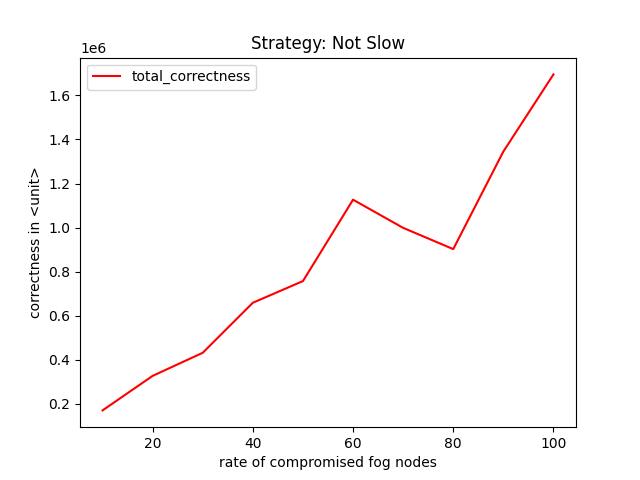 Strategy: Not Slow
1e6
total_correctness
1.6
1.4
1.2
1.0
0.8
0.6
0.4
0.2
correctness in <unit>
20 40 60 80 100
rate of compromised fog nodes